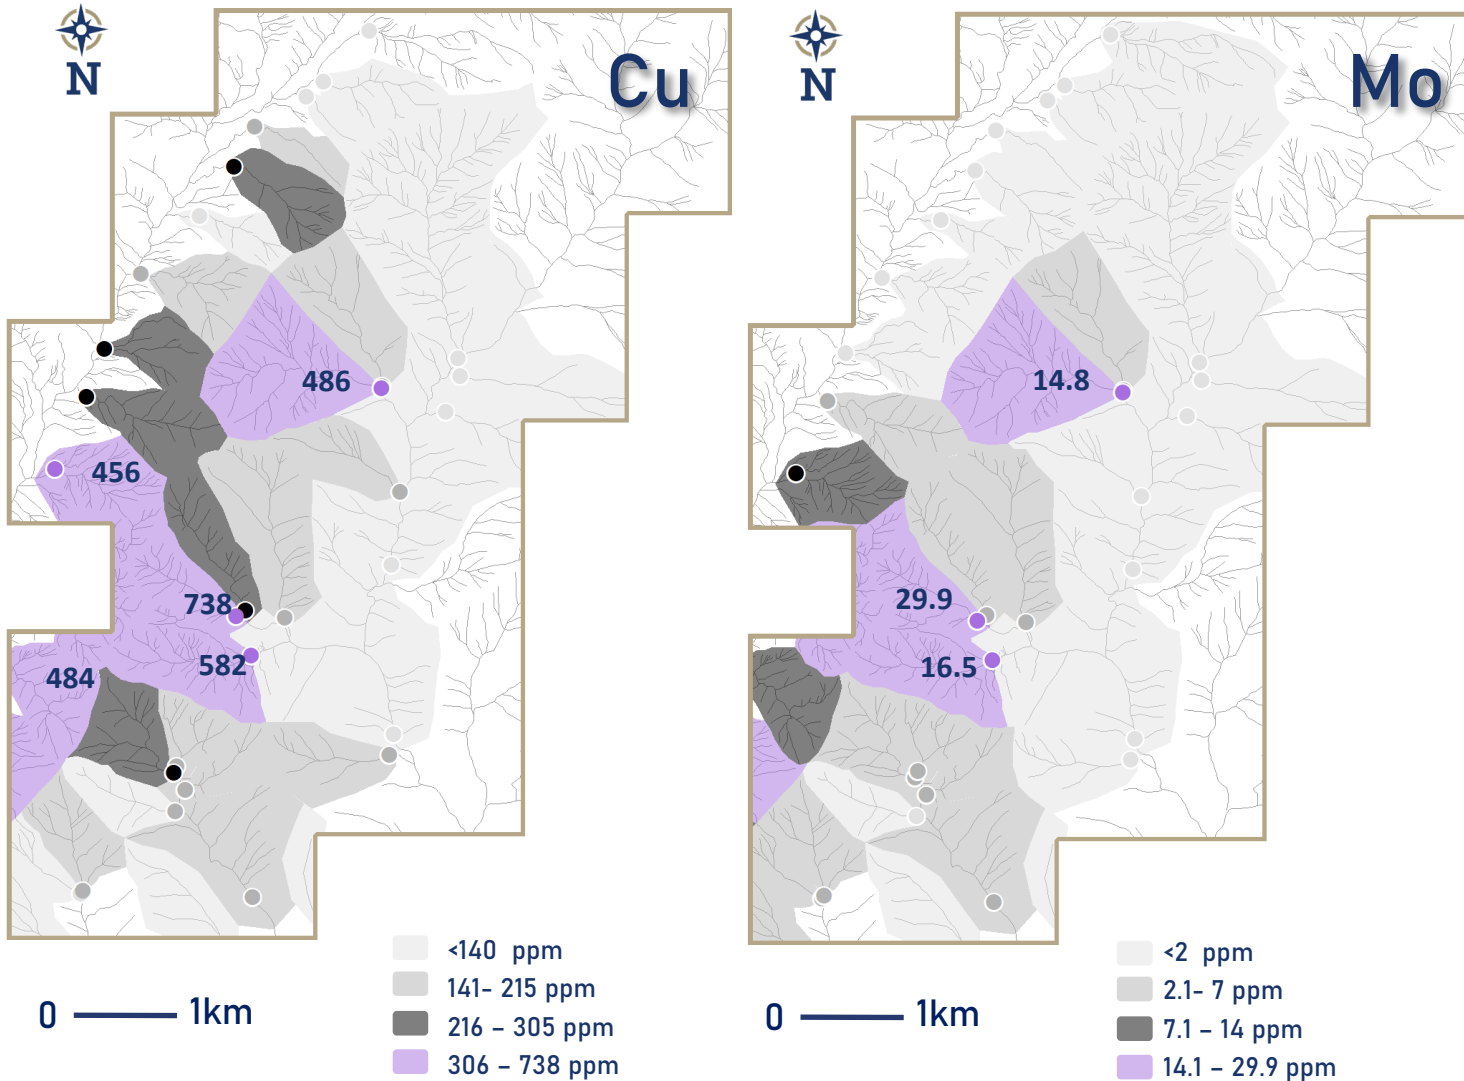 N
Cu
486
456
738
582
484
<140 ppm
141- 215 ppm
216 – 305 ppm
306 – 738 ppm
0 1km
N
Mo
14.8
29.9
16.5
<2 ppm
2.1- 7 ppm
7.1 – 14 ppm
14.1 – 29.9 ppm
0 1km